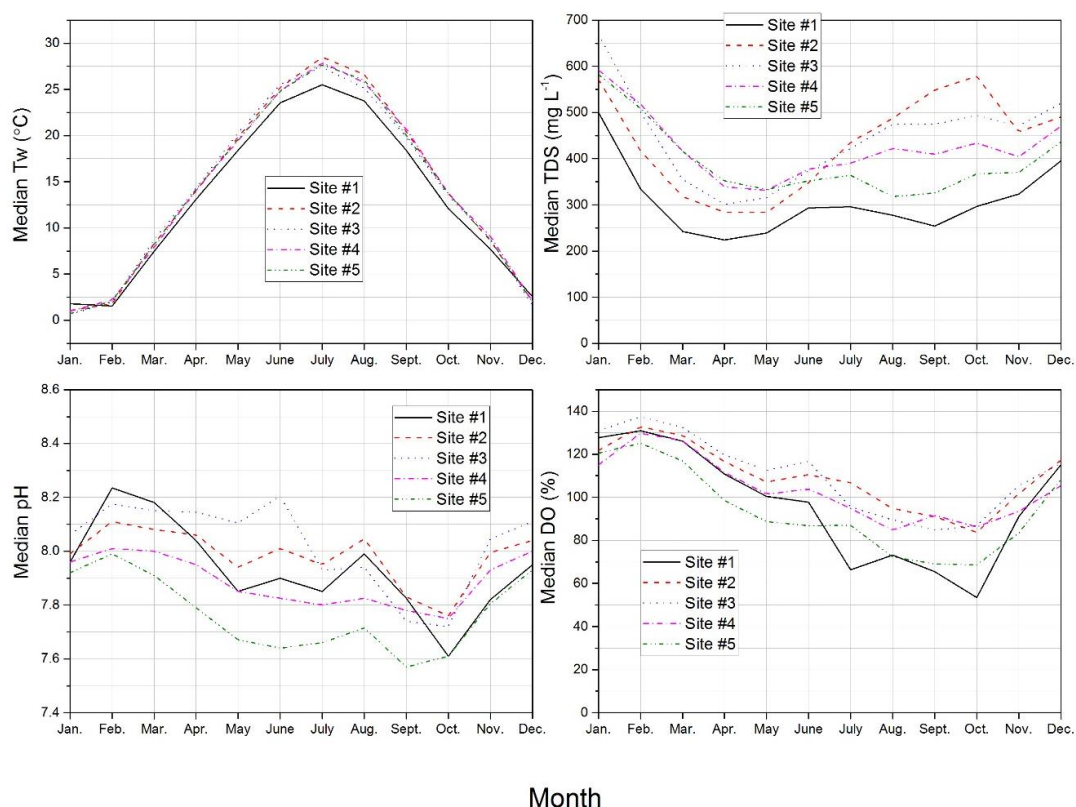 Median Tw (°C)
30
25
20
15
10
5
0
Site #1
Site #2
Site #3
Site #4
Site #5
Jan. Feb. Mar. Apr. May June July Aug. Sept. Oct. Nov. Dec.
Median TDS (mg L⁻¹)
700
600
500
400
300
200
100
0
Site #1
Site #2
Site #3
Site #4
Site #5
Jan. Feb. Mar. Apr. May June July Aug. Sept. Oct. Nov. Dec.
Median pH
8.6
8.4
8.2
8.0
7.8
7.6
7.4
Site #1
Site #2
Site #3
Site #4
Site #5
Jan. Feb. Mar. Apr. May June July Aug. Sept. Oct. Nov. Dec.
Median DO (%)
140
120
100
80
60
40
20
0
Site #1
Site #2
Site #3
Site #4
Site #5
Jan. Feb. Mar. Apr. May June July Aug. Sept. Oct. Nov. Dec.
Month